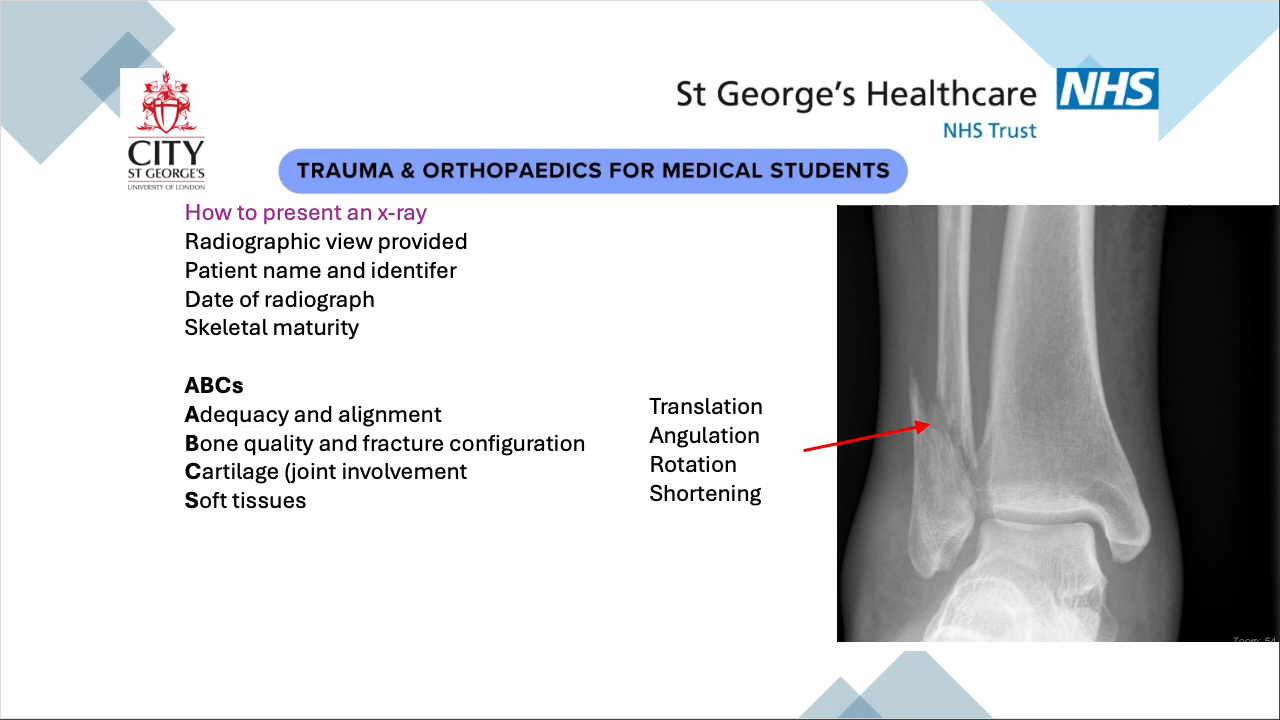 CITY
ST GEORGE'S
UNIVERSITY OF LONDON
St George's Healthcare NHS
NHS Trust
TRAUMA & ORTHOPAEDICS FOR MEDICAL STUDENTS
How to present an x-ray
Radiographic view provided
Patient name and identifer
Date of radiograph
Skeletal maturity
ABCs
Adequacy and alignment
Bone quality and fracture configuration
Cartilage (joint involvement
Soft tissues
Translation
Angulation
Rotation
Shortening
Zoom: 54